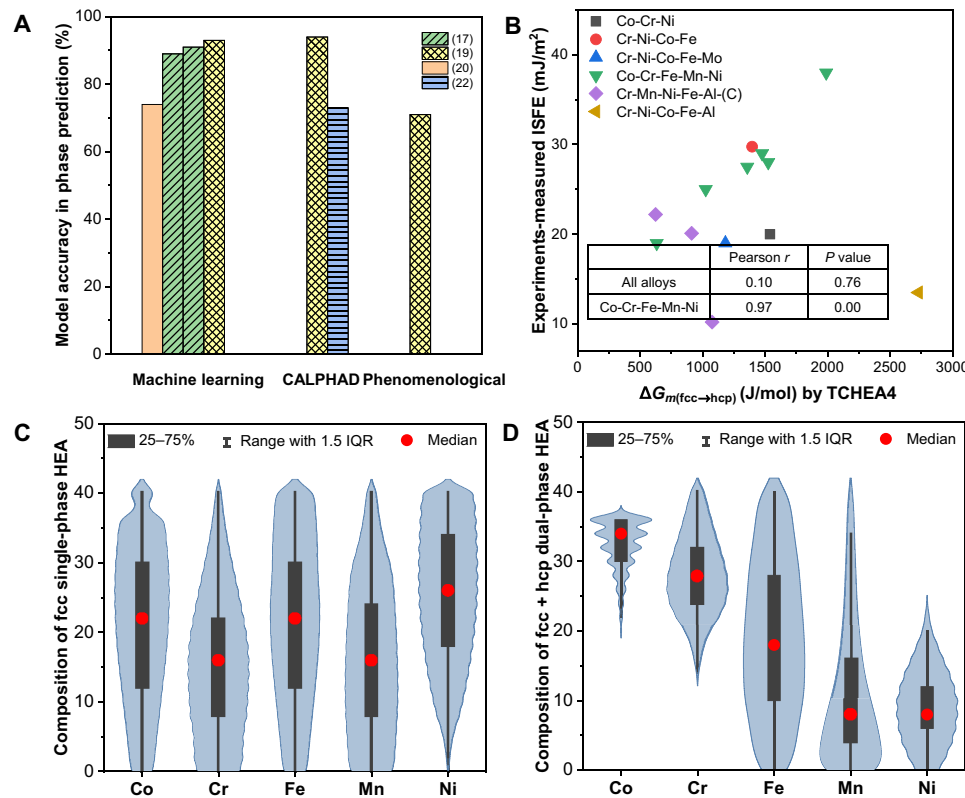 A
Model accuracy in phase prediction (%)
100
80
60
40
20
0
(17)
(19)
(20)
(22)
Machine learning
CALPHAD
Phenomenological
B
Experiments-measured ISFE (mJ/m²)
40
30
20
10
Co-Cr-Ni
Cr-Ni-Co-Fe
Cr-Ni-Co-Fe-Mo
Co-Cr-Fe-Mn-Ni
Cr-Mn-Ni-Fe-Al-(C)
Cr-Ni-Co-Fe-Al
Pearson r P value
All alloys 0.10 0.76
Co-Cr-Fe-Mn-Ni 0.97 0.00
0 500 1000 1500 2000 2500 3000
ΔGm(fcc→hcp) (J/mol) by TCHEA4
C
Composition of fcc single-phase HEA
50
40
30
20
10
0
25–75% Range with 1.5 IQR Median
Co Cr Fe Mn Ni
D
Composition of fcc + hcp dual-phase HEA
50
40
30
20
10
0
25–75% Range with 1.5 IQR Median
Co Cr Fe Mn Ni